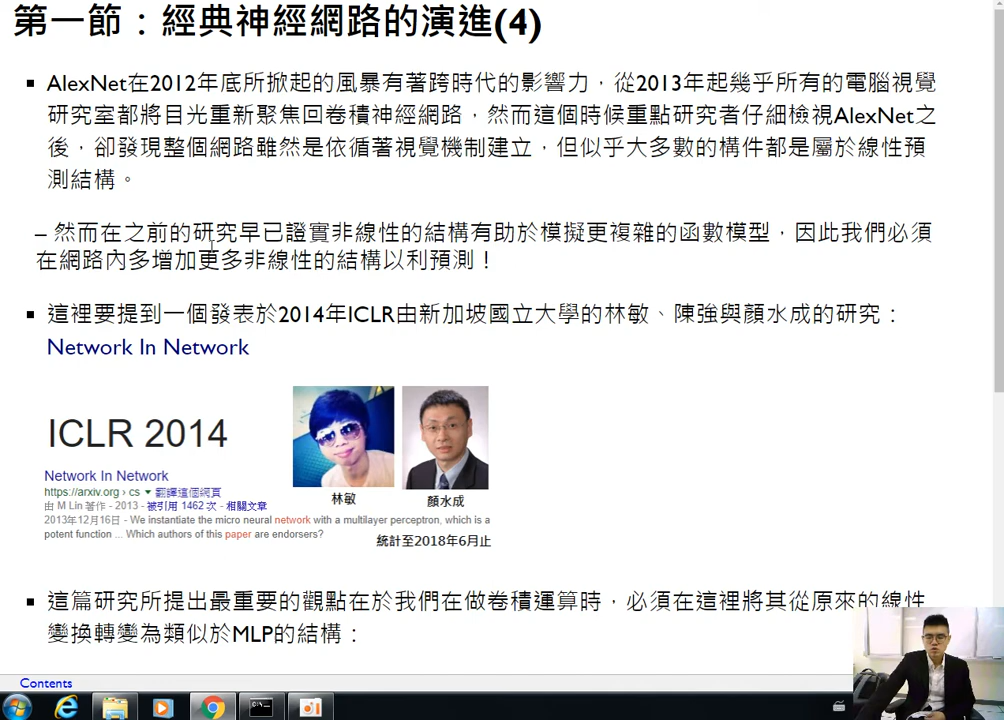 第一節：經典神經網路的演進(4)
▪ AlexNet在2012年底所掀起的風暴有著跨時代的影響力，從2013年起幾乎所有的電腦視覺
研究室都將目光重新聚焦回卷積神經網路，然而這個時候重點研究者仔細檢視AlexNet之
後，卻發現整個網路雖然是依循著視覺機制建立，但似乎大多數的構件都是屬於線性預
測結構。
– 然而在之前的研究早已證實非線性的結構有助於模擬更複雜的函數模型，因此我們必須
在網路內多增加更多非線性的結構以利預測！
▪ 這裡要提到一個發表於2014年ICLR由新加坡國立大學的林敏、陳強與顏水成的研究：
Network In Network
ICLR 2014
Network In Network
https://arxiv.org › cs ▼ 翻譯這個網頁
由 M Lin 著作 - 2013 - 被引用 1462 次 - 相關文章
2013年12月16日 - We instantiate the micro neural network with a multilayer perceptron, which is a
potent function ... Which authors of this paper are endorsers?
林敏
顏水成
統計至2018年6月止
▪ 這篇研究所提出最重要的觀點在於我們在做卷積運算時，必須在這裡將其從原來的線性
變換轉變為類似於MLP的結構：
Contents